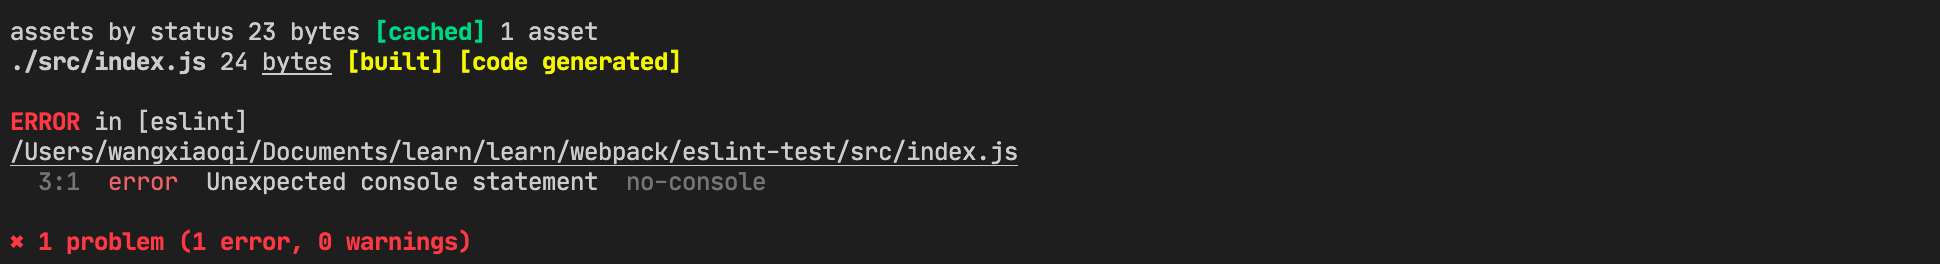 assets by status 23 bytes [cached] 1 asset
./src/index.js 24 bytes [built] [code generated]
ERROR in [eslint]
/Users/wangxiaoqi/Documents/learn/learn/webpack/eslint-test/src/index.js
3:1 error Unexpected console statement no-console
✖ 1 problem (1 error, 0 warnings)